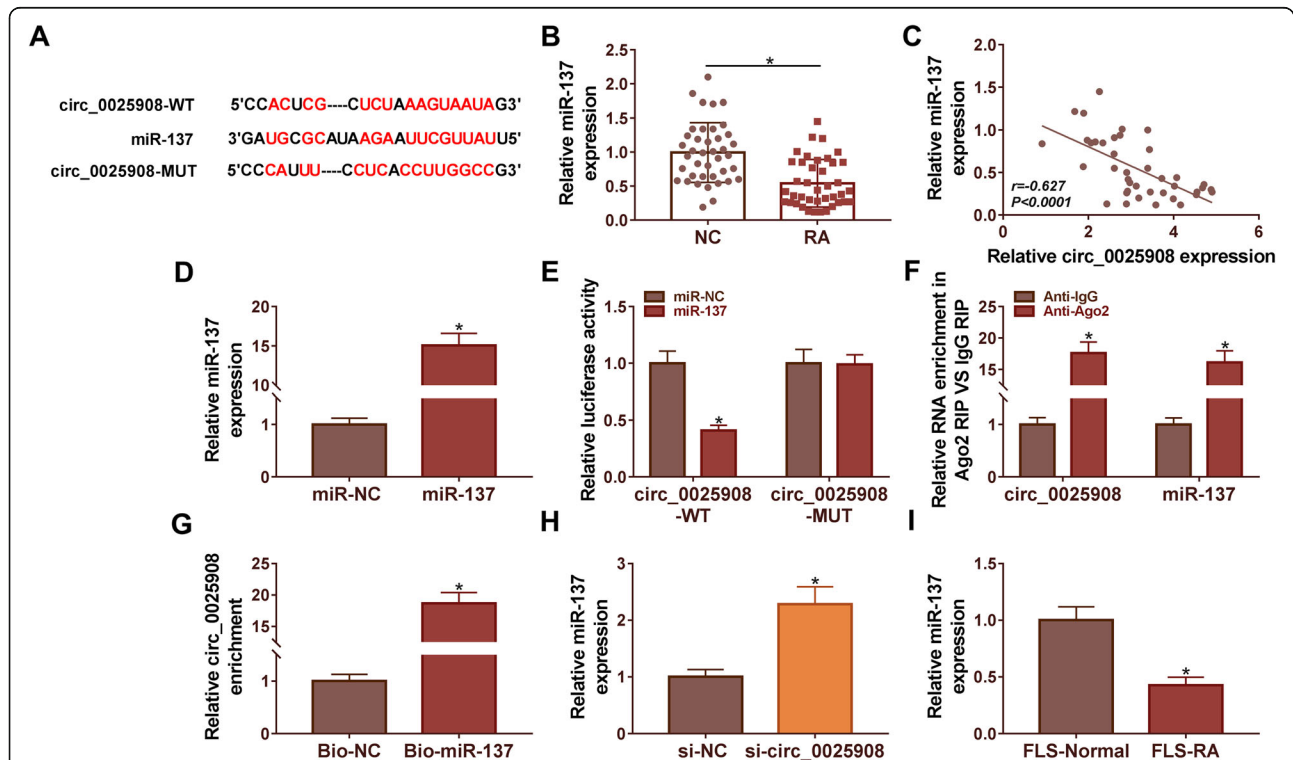 A
circ_0025908-WT 5'CCACUCG----CUCUAAAGUAAUAG3'
miR-137 3'GAUGCGCAUAAGAAUUCGUUAUU5'
circ_0025908-MUT 5'CCCAUUU----CCUCACCUUGGCCG3'
B
Relative miR-137
expression
2.5
2.0
1.5
1.0
0.5
0.0
*
NC
RA
C
Relative miR-137
expression
2.0
1.5
1.0
0.5
0.0
r=-0.627
P<0.0001
0
2
4
6
Relative circ_0025908 expression
D
Relative miR-137
expression
20
15
10
1
0
*
miR-NC
miR-137
E
Relative luciferase activity
1.5
1.0
0.5
0.0
miR-NC
miR-137
*
circ_0025908
-WT
circ_0025908
-MUT
F
Relative RNA enrichment in
Ago2 RIP VS IgG RIP
25
20
15
10
1
0
Anti-IgG
Anti-Ago2
*
*
circ_0025908
miR-137
G
Relative circ_0025908
enrichment
25
20
15
1
0
*
Bio-NC
Bio-miR-137
H
Relative miR-137
expression
3
2
1
0
*
si-NC
si-circ_0025908
I
Relative miR-137
expression
1.5
1.0
0.5
0.0
*
FLS-Normal
FLS-RA